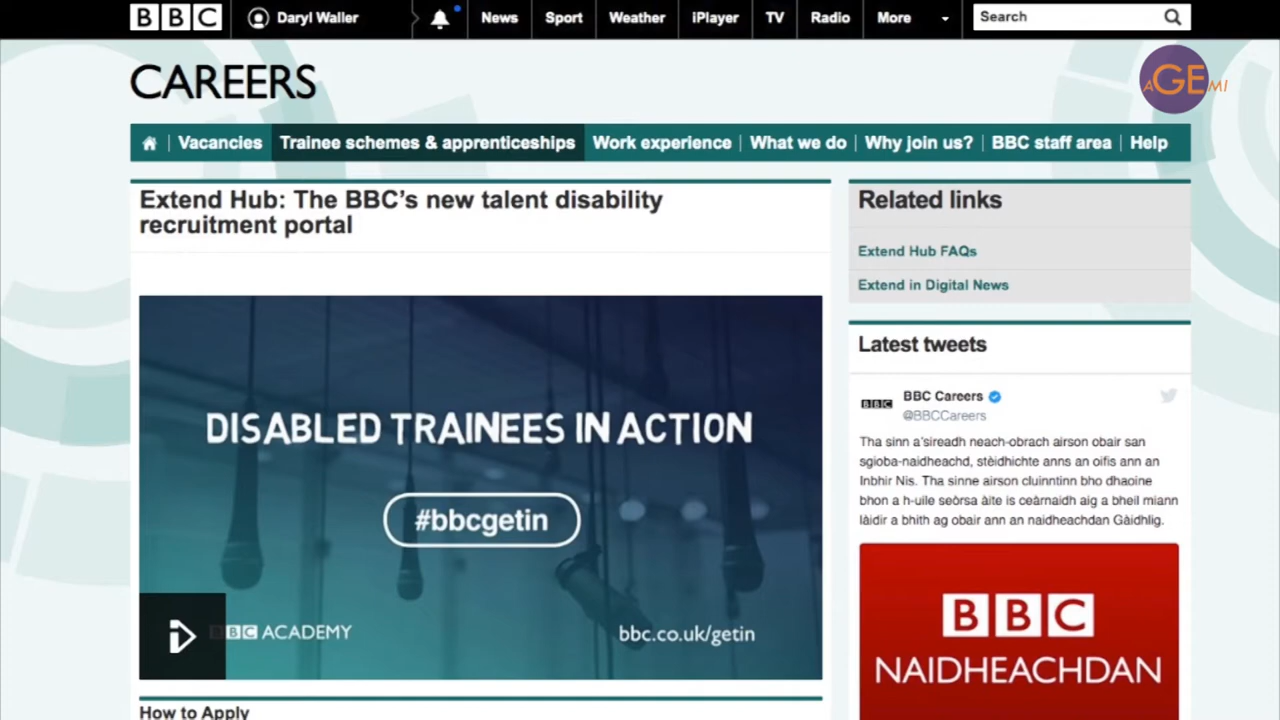 BBC Daryl Waller News Sport Weather iPlayer TV Radio More Search
AGEMI
CAREERS
Vacancies Trainee schemes & apprenticeships Work experience What we do Why join us? BBC staff area Help
Extend Hub: The BBC's new talent disability
recruitment portal
DISABLED TRAINEES IN ACTION
#bbcgetin
BBC ACADEMY
bbc.co.uk/getin
How to Apply
Related links
Extend Hub FAQs
Extend in Digital News
Latest tweets
BBC BBC Careers
@BBCCareers
Tha sinn a'sireadh neach-obrach airson obair san
sgioba-naidheachd, stèidhichte anns an oifis ann an
Inbhir Nis. Tha sinne airson cluinntinn bho dhaoine
bhon a h-uile seòrsa àite is ceàrnaidh aig a bheil miann
làidir a bhith ag obair ann an naidheachdan Gàidhlig.
BBC
NAIDHEACHDAN